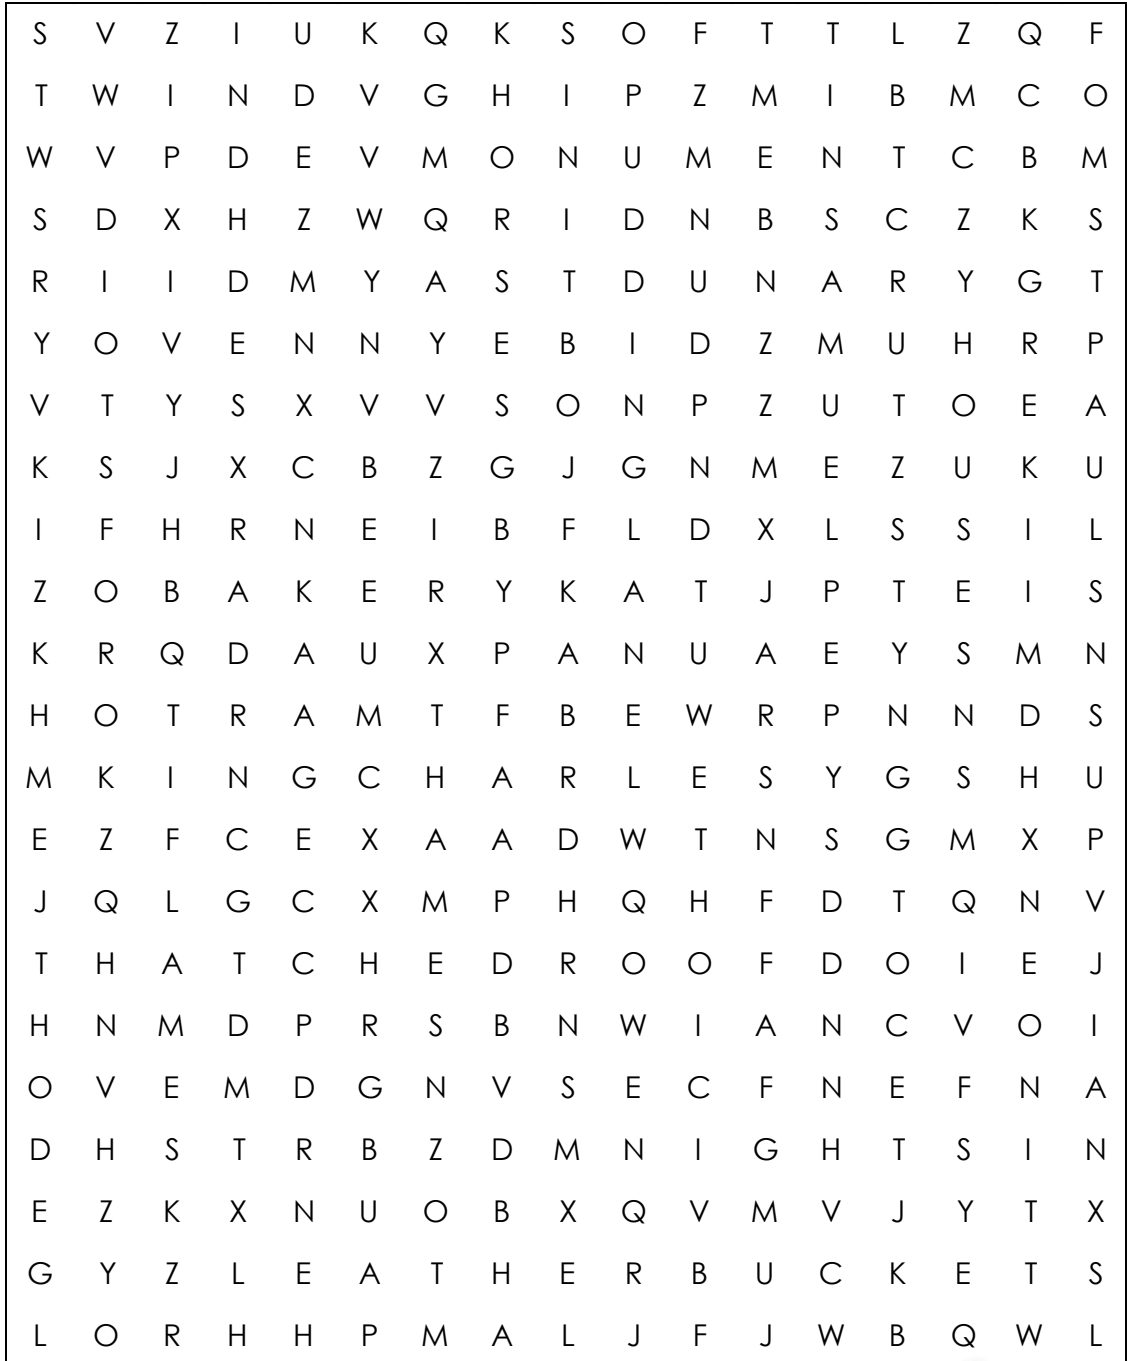 S V Z I U K Q K S O F T T L Z Q F
T W I N D V G H I P Z M I B M C O
W V P D E V M O N U M E N T C B M
S D X H Z W Q R I D N B S C Z K S
R I I D M Y A S T D U N A R Y G T
Y O V E N N Y E B I D Z M U H R P
V T Y S X V V S O N P Z U T O E A
K S J X C B Z G J G N M E Z U K U
I F H R N E I B F L D X L S S I L
Z O B A K E R Y K A T J P T E I S
K R Q D A U X P A N U A E Y S M N
H O T R A M T F B E W R P N N D S
M K I N G C H A R L E S Y G S H U
E Z F C E X A A D W T N S G M X P
J Q L G C X M P H Q H F D T Q N V
T H A T C H E D R O O F D O I E J
H N M D P R S B N W I A N C V O I
O V E M D G N V S E C F N E F N A
D H S T R B Z D M N I G H T S I N
E Z K X N U O B X Q V M V J Y T X
G Y Z L E A T H E R B U C K E T S
L O R H H P M A L J F J W B Q W L